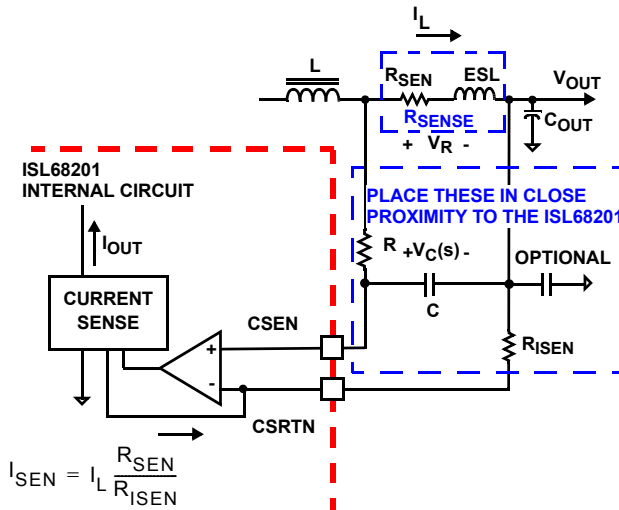 I_L
L
R_SEN
ESL
V_OUT
R_SENSE
C_OUT
+ V_R -
ISL68201
INTERNAL CIRCUIT
PLACE THESE IN CLOSE
PROXIMITY TO THE ISL68201
I_OUT
R
+V_C(s) -
OPTIONAL
CURRENT
SENSE
C
CSEN
+
R_ISEN
-
CSRTN
I_SEN = I_L R_SEN / R_ISEN